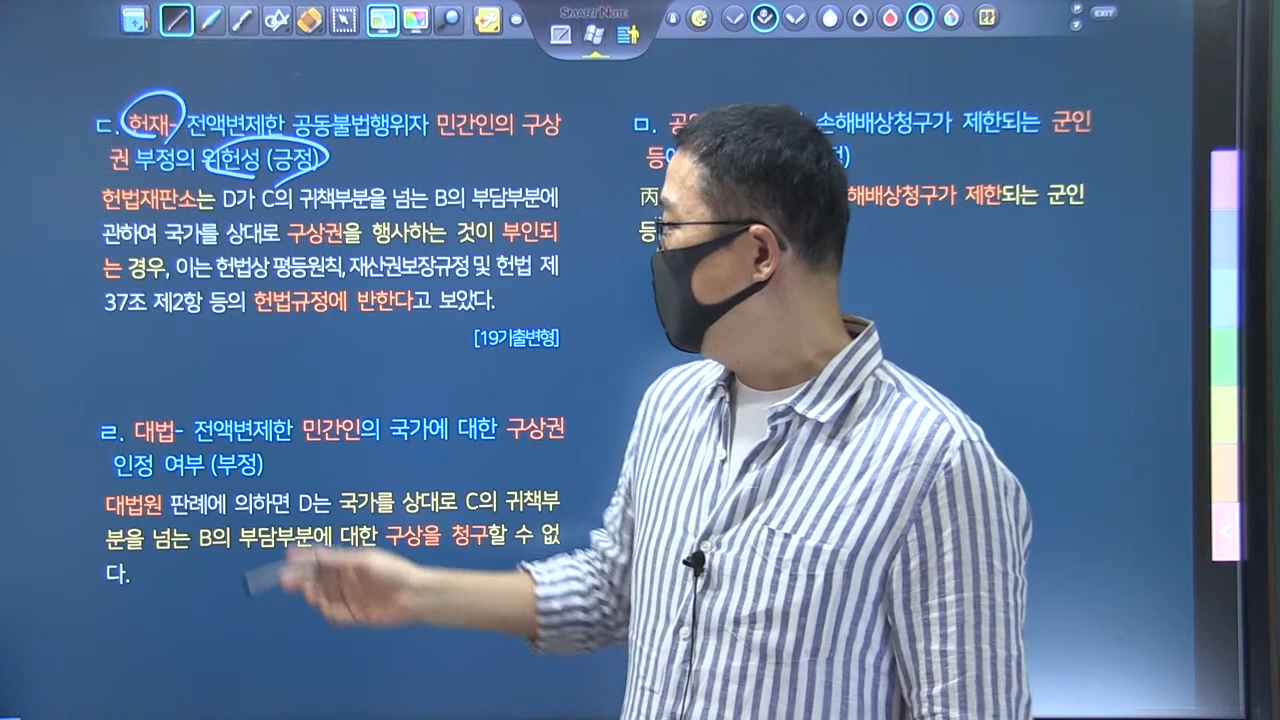 SMART NOTE
EXIT
ㄷ. 헌재- 전액변제한 공동불법행위자 민간인의 구상
권 부정의 위헌성 (긍정)
헌법재판소는 D가 C의 귀책부분을 넘는 B의 부담부분에
관하여 국가를 상대로 구상권을 행사하는 것이 부인되
는 경우, 이는 헌법상 평등원칙, 재산권보장규정 및 헌법 제
37조 제2항 등의 헌법규정에 반한다고 보았다.
[19기출변형]
ㄹ. 대법- 전액변제한 민간인의 국가에 대한 구상권
인정 여부 (부정)
대법원 판례에 의하면 D는 국가를 상대로 C의 귀책부
분을 넘는 B의 부담부분에 대한 구상을 청구할 수 없
다.
ㅁ. 손해배상청구가 제한되는 군인
등
丙 해배상청구가 제한되는 군인
등